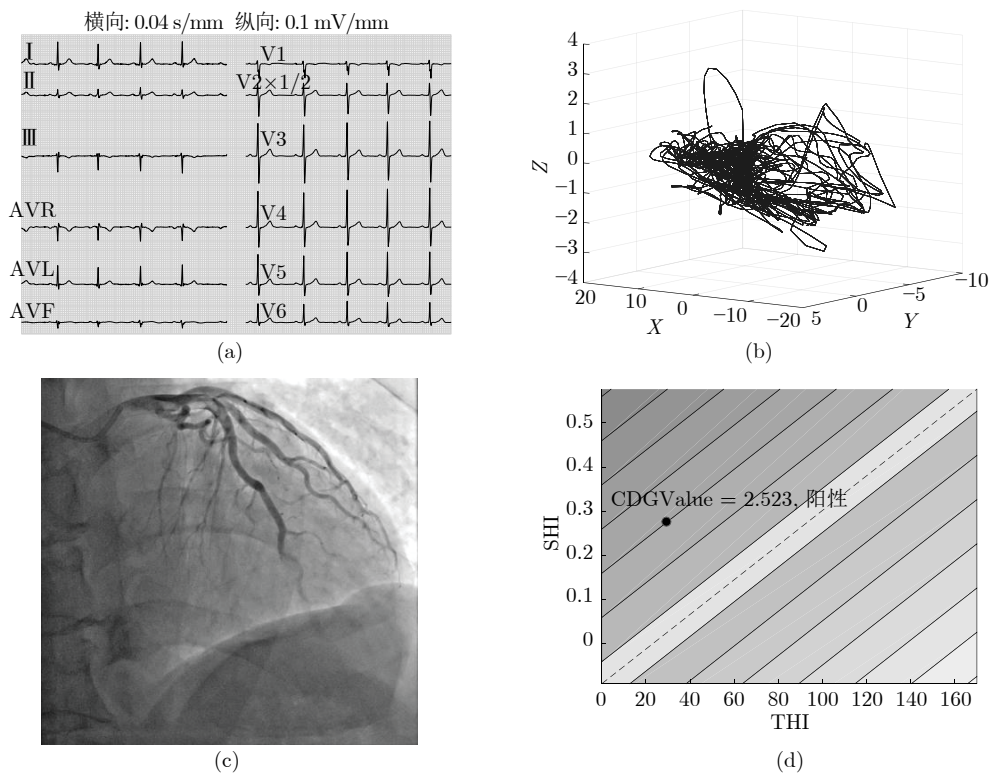 横向: 0.04 s/mm 纵向: 0.1 mV/mm
Ⅰ
Ⅱ
Ⅲ
AVR
AVL
AVF
V1
V2×1/2
V3
V4
V5
V6
(a)
4
3
2
1
0
−1
−2
−3
−4
Z
20
10
0
−10
−20
X
5
0
−5
−10
Y
(b)
(c)
0.5
0.4
0.3
0.2
0.1
0
SHI
CDGValue = 2.523, 阳性
0 20 40 60 80 100 120 140 160
THI
(d)